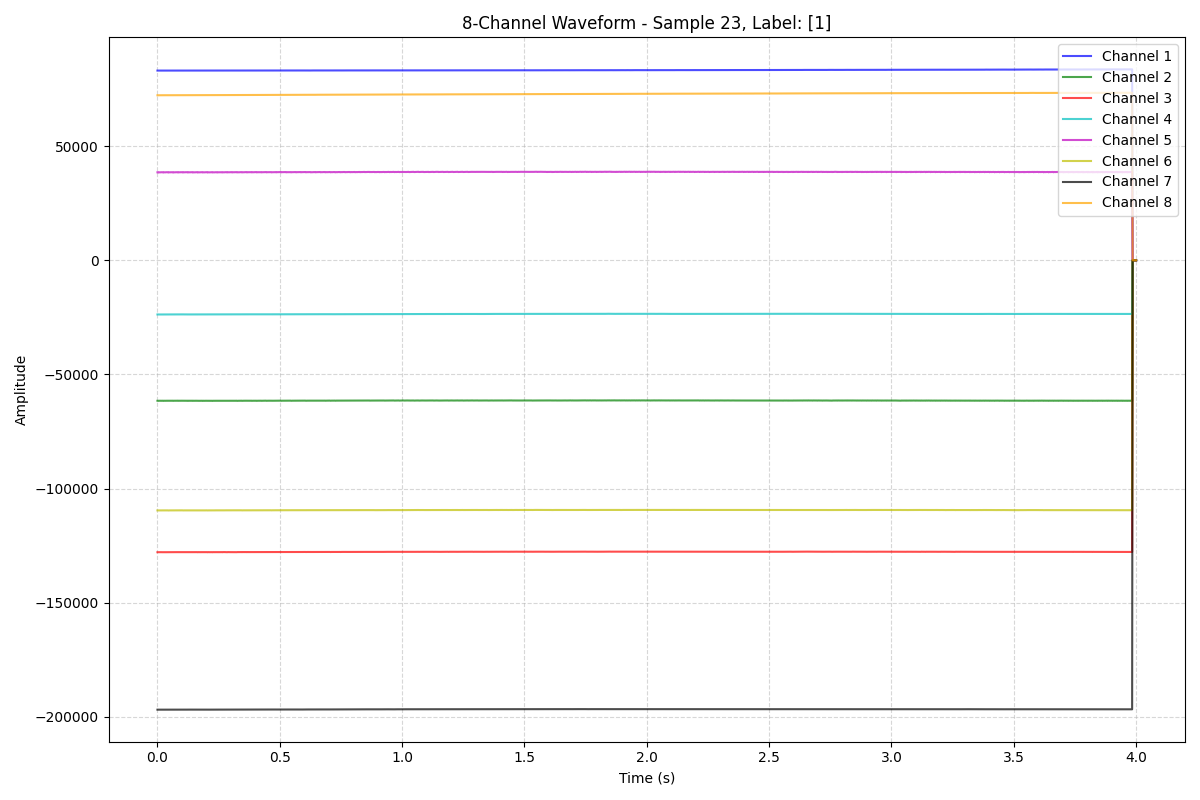 8-Channel Waveform - Sample 23, Label: [1]
Channel 1
Channel 2
Channel 3
Channel 4
Channel 5
Channel 6
Channel 7
Channel 8
50000
0
−50000
−100000
−150000
−200000
Amplitude
0.0 0.5 1.0 1.5 2.0 2.5 3.0 3.5 4.0
Time (s)